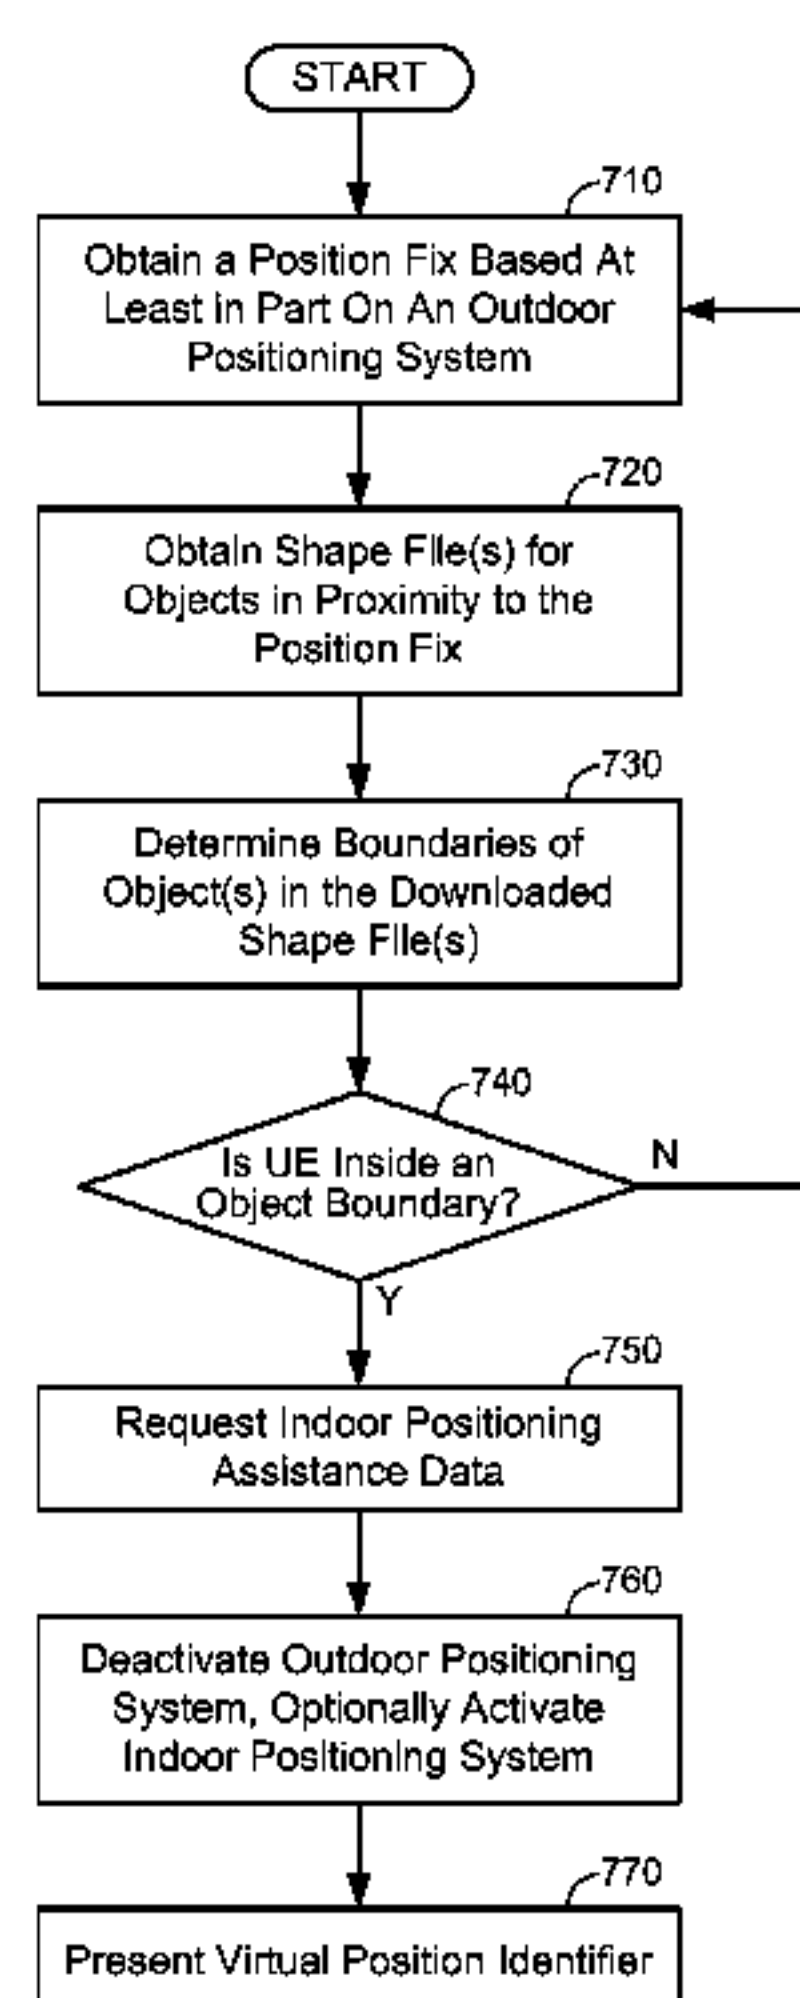 START
710
Obtain a Position Fix Based At
Least in Part On An Outdoor
Positioning System
720
Obtain Shape File(s) for
Objects in Proximity to the
Position Fix
730
Determine Boundaries of
Object(s) in the Downloaded
Shape File(s)
740
Is UE Inside an
Object Boundary?
N
Y
750
Request Indoor Positioning
Assistance Data
760
Deactivate Outdoor Positioning
System, Optionally Activate
Indoor Positioning System
770
Present Virtual Position Identifier